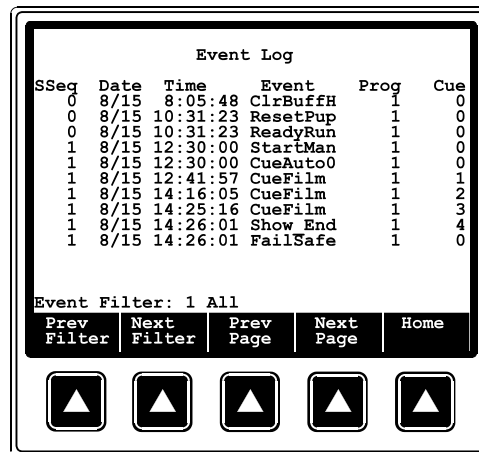 Event Log
SSeq Date Time Event Prog Cue
0 8/15 8:05:48 ClrBuffH 1 0
0 8/15 10:31:23 ResetPup 1 0
0 8/15 10:31:23 ReadyRun 1 0
1 8/15 12:30:00 StartMan 1 0
1 8/15 12:30:00 CueAuto0 1 0
1 8/15 12:41:57 CueFilm 1 1
1 8/15 14:16:05 CueFilm 1 2
1 8/15 14:25:16 CueFilm 1 3
1 8/15 14:26:01 Show_End 1 4
1 8/15 14:26:01 FailSafe 1 0
Event Filter: 1 All
Prev Next Prev Next Home
Filter Filter Page Page